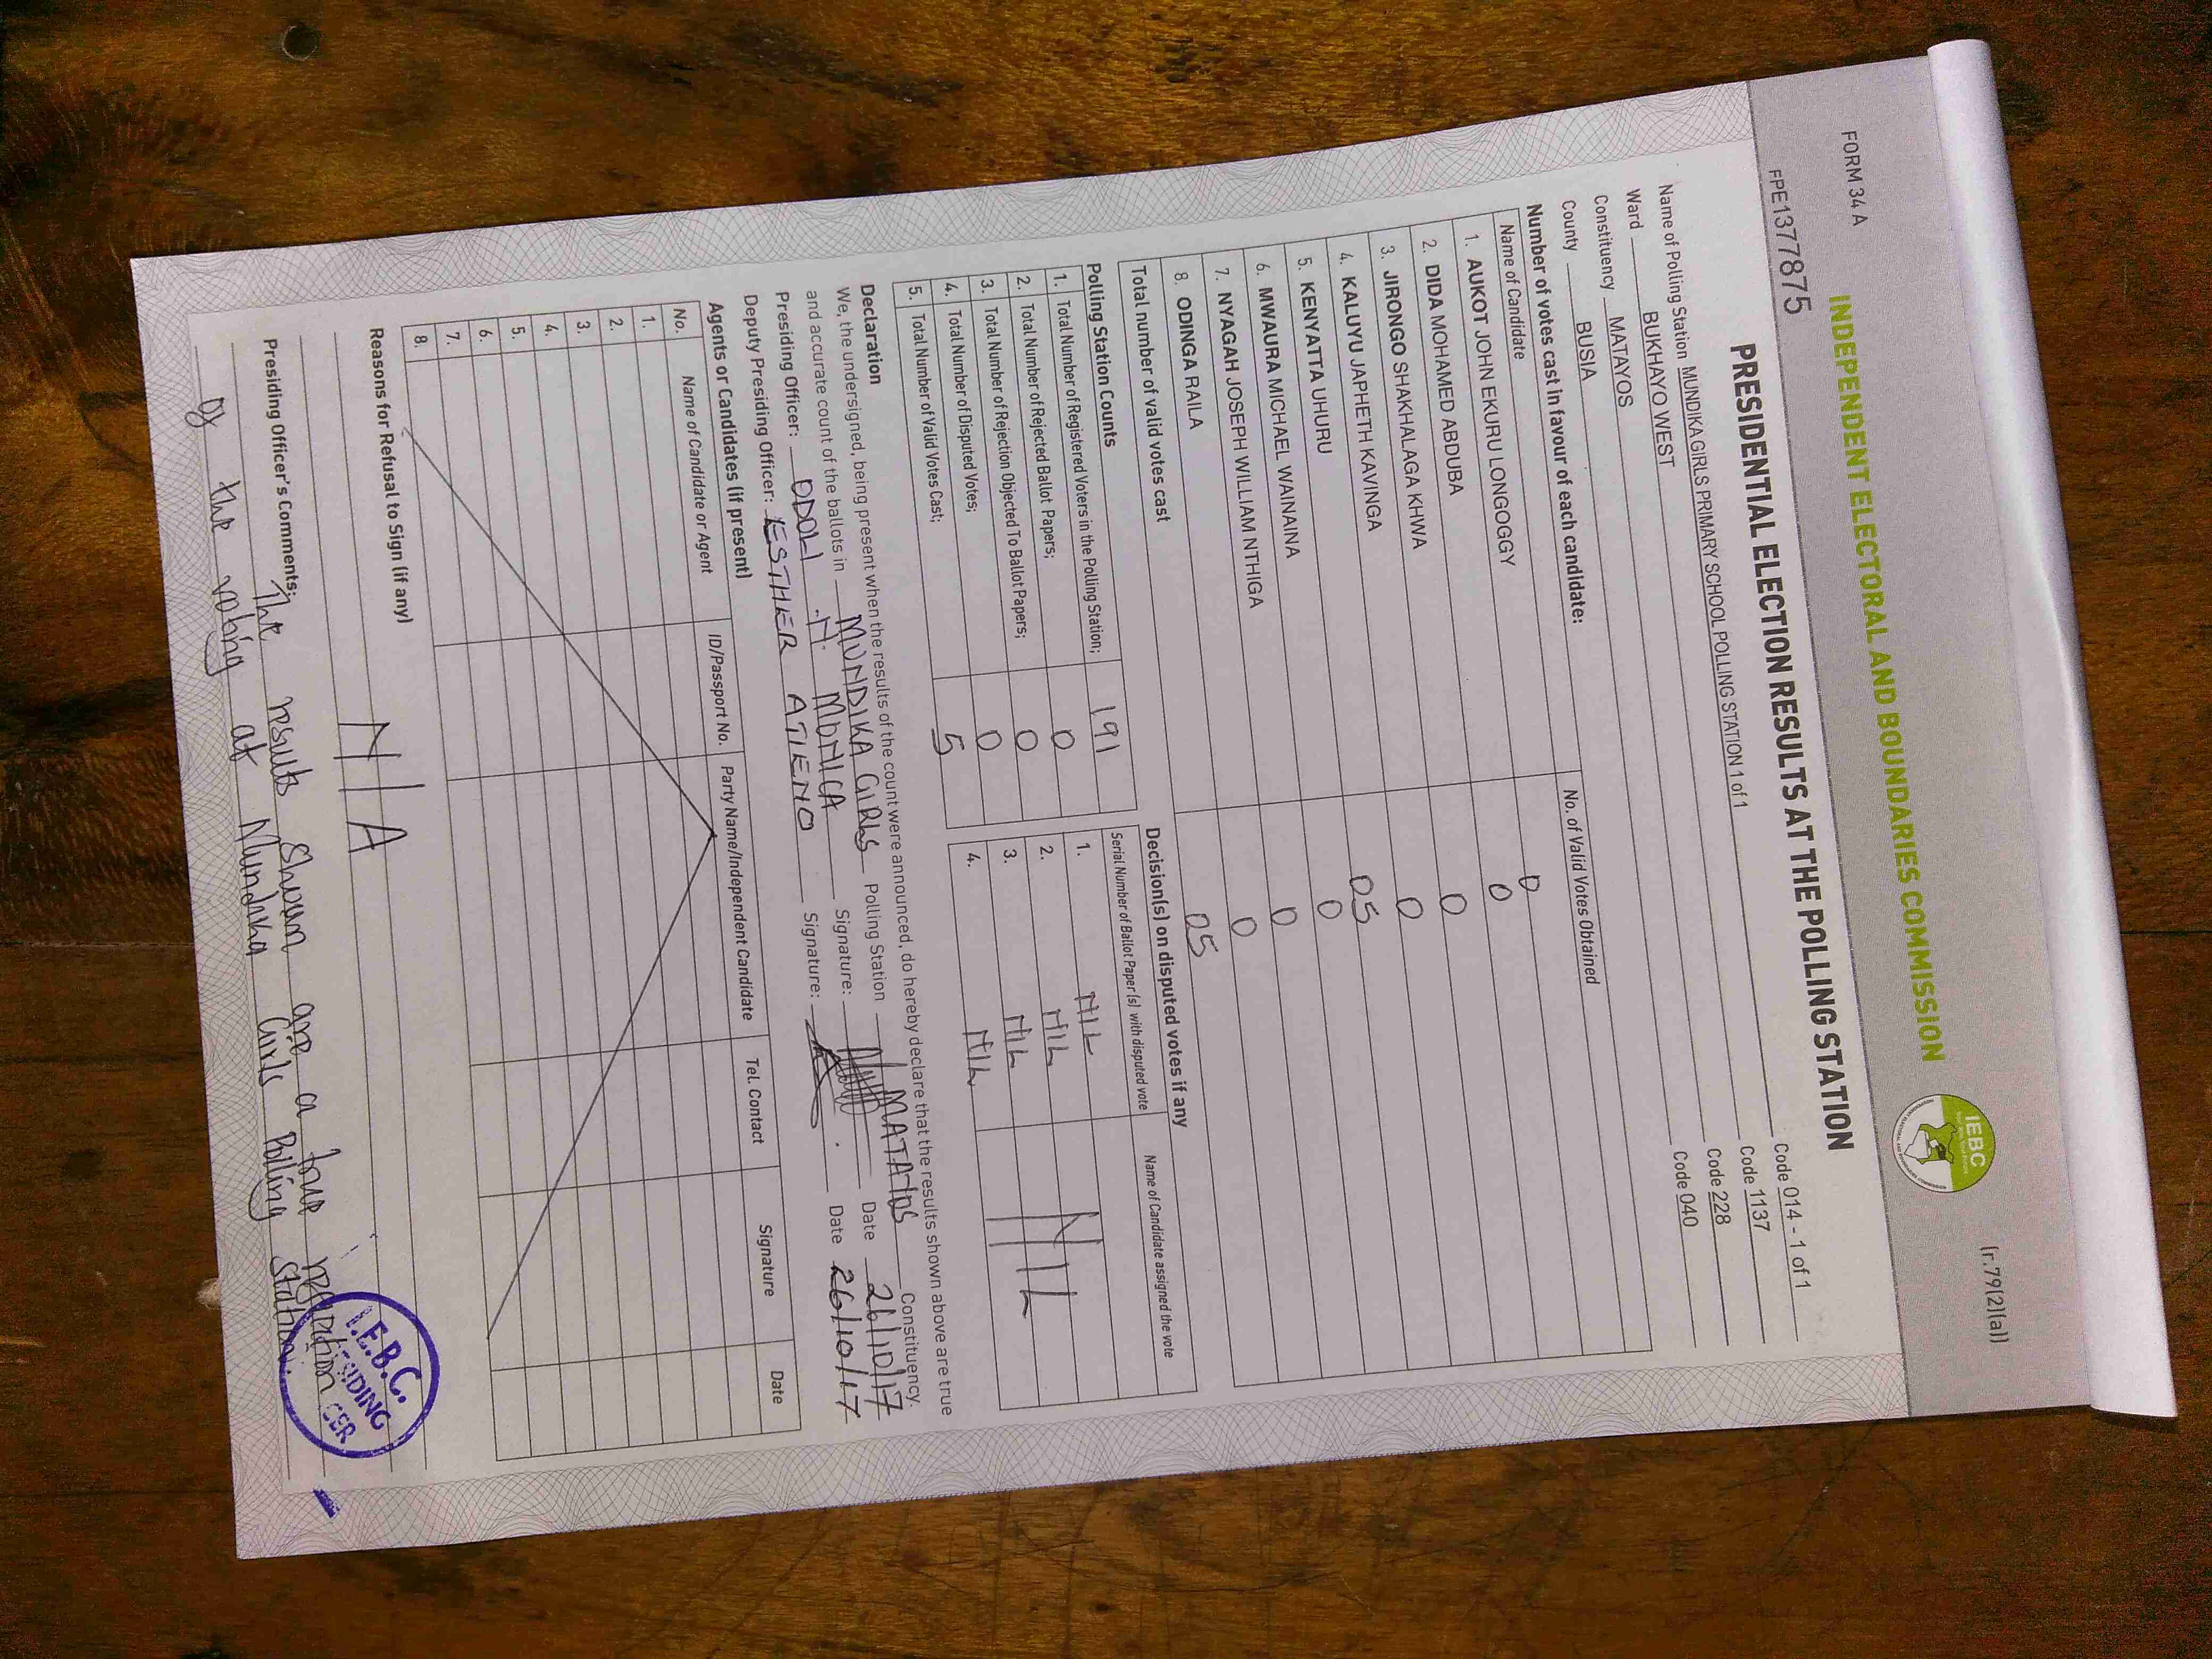 FORM 34 A
(r.79(2)(a))
INDEPENDENT ELECTORAL AND BOUNDARIES COMMISSION
IEBC
FPE1377875
PRESIDENTIAL ELECTION RESULTS AT THE POLLING STATION
Name of Polling Station MUNDIKA GIRLS PRIMARY SCHOOL POLLING STATION 1 of 1 Code 014 - 1 of 1
Ward BUKHAYO WEST Code 1137
Constituency MATAYOS Code 228
County BUSIA Code 040
Number of votes cast in favour of each candidate:
Name of Candidate No. of Valid Votes Obtained
1. AUKOT JOHN EKURU LONGOGGY 0
2. DIDA MOHAMED ABDUBA 0
3. JIRONGO SHAKHALAGA KHWA 0
4. KALUYU JAPHETH KAVINGA 0
5. KENYATTA UHURU 05
6. MWAURA MICHAEL WAINAINA 0
7. NYAGAH JOSEPH WILLIAM NTHIGA 0
8. ODINGA RAILA 0
Total number of valid votes cast 05
Polling Station Counts
1. Total Number of Registered Voters in the Polling Station; 191
2. Total Number of Rejected Ballot Papers; 0
3. Total Number of Rejection Objected To Ballot Papers; 0
4. Total Number of Disputed Votes; 0
5. Total Number of Valid Votes Cast; 5
Decision(s) on disputed votes if any
Serial Number of Ballot Paper(s) with disputed vote Name of Candidate assigned the vote
1. NIL
2. NIL
3. NIL
4. NIL
NIL
Declaration
We, the undersigned, being present when the results of the count were announced, do hereby declare that the results shown above are true
and accurate count of the ballots in MUNDIKA GIRLS Polling Station MATAYOS Constituency.
Presiding Officer: ODOLI N. MONICA Signature: Date 26/10/17
Deputy Presiding Officer: ESTHER ATIENO Signature: Date 26/10/17
Agents or Candidates (if present)
No. Name of Candidate or Agent ID/Passport No. Party Name/Independent Candidate Tel. Contact Signature Date
1.
2.
3.
4.
5.
6.
7.
8.
Reasons for Refusal to Sign (if any)
N/A
Presiding Officer's Comments: The results shown are a true
of the voting at Mundika Girls Polling station.
I.E.B.C.